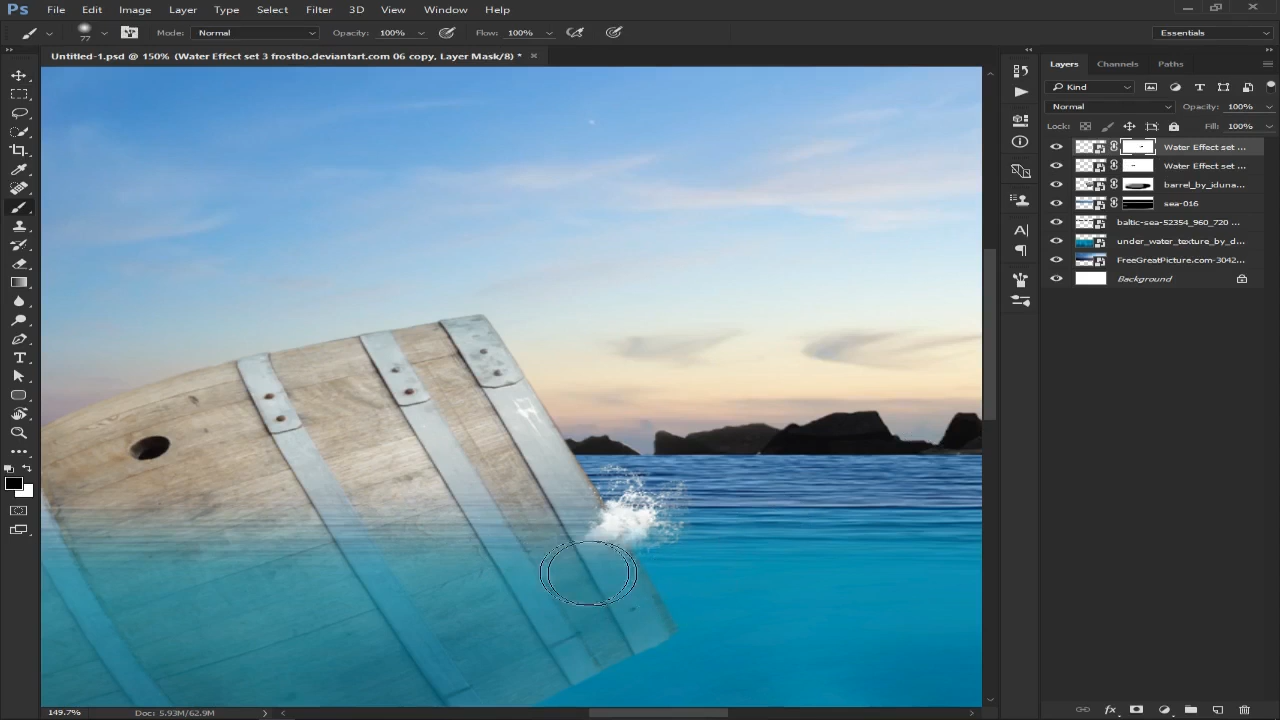 Ps File Edit Image Layer Type Select Filter 3D View Window Help
77 Mode: Normal Opacity: 100% Flow: 100% Essentials
Untitled-1.psd @ 150% (Water Effect set 3 frostbo.deviantart.com 06 copy, Layer Mask/8) *
Layers Channels Paths
Kind
Normal Opacity: 100%
Lock: Fill: 100%
Water Effect set ...
Water Effect set ...
barrel_by_iduna...
sea-016
baltic-sea-52354_960_720 ...
under_water_texture_by_d...
FreeGreatPicture.com-3042...
Background
149.7% Doc: 5.93M/62.9M